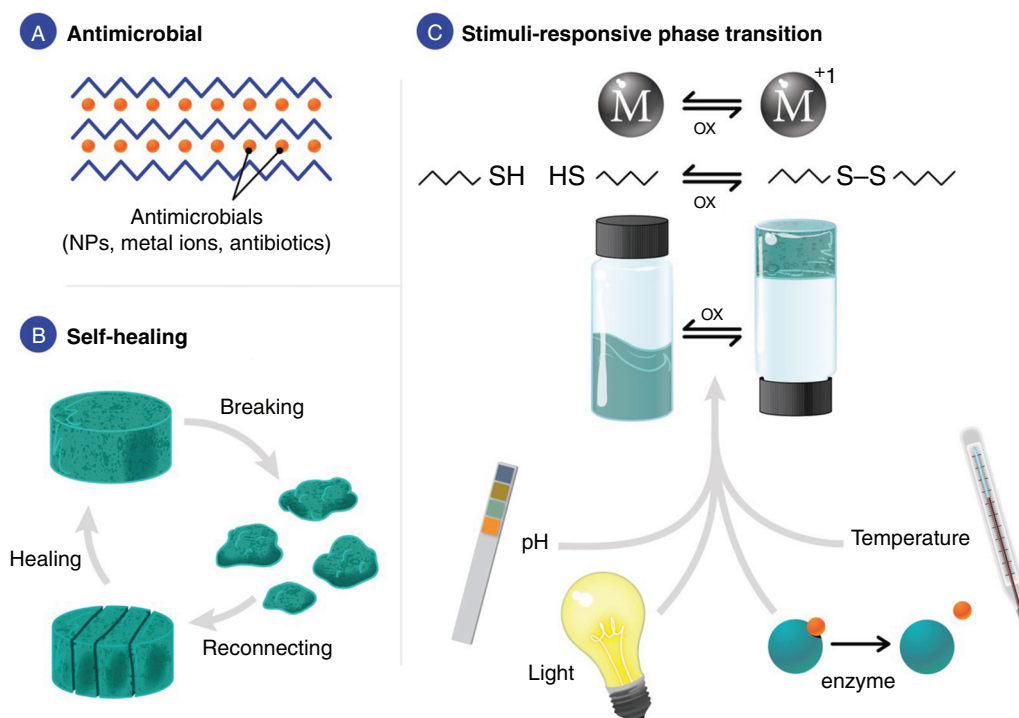 A Antimicrobial
Antimicrobials
(NPs, metal ions, antibiotics)
B Self-healing
Breaking
Healing
Reconnecting
C Stimuli-responsive phase transition
M OX M+1
SH HS OX S–S
OX
pH
Temperature
Light
enzyme